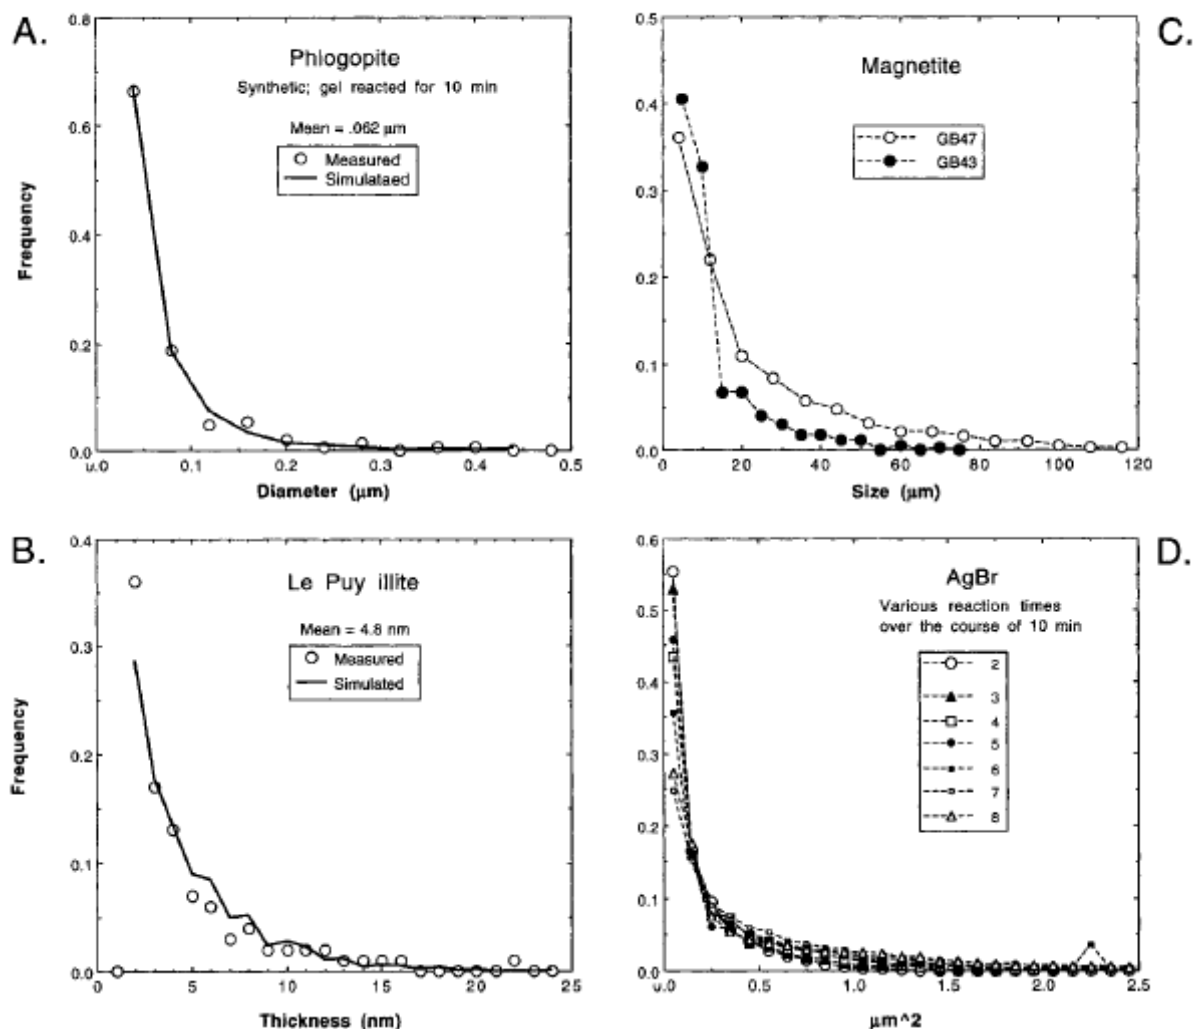 A.
0.8
0.6
0.4
0.2
0.0
Frequency
Phlogopite
Synthetic; gel reacted for 10 min
Mean = .062 µm
Measured
Simulataed
0.0 0.1 0.2 0.3 0.4 0.5
Diameter (µm)
C.
0.5
0.4
0.3
0.2
0.1
0.0
Magnetite
GB47
GB43
0 20 40 60 80 100 120
Size (µm)
B.
0.4
0.3
0.2
0.1
0.0
Frequency
Le Puy illite
Mean = 4.8 nm
Measured
Simulated
0 5 10 15 20 25
Thickness (nm)
D.
0.6
0.5
0.4
0.3
0.2
0.1
0.0
AgBr
Various reaction times
over the course of 10 min
2
3
4
5
6
7
8
0.0 0.5 1.0 1.5 2.0 2.5
µm^2